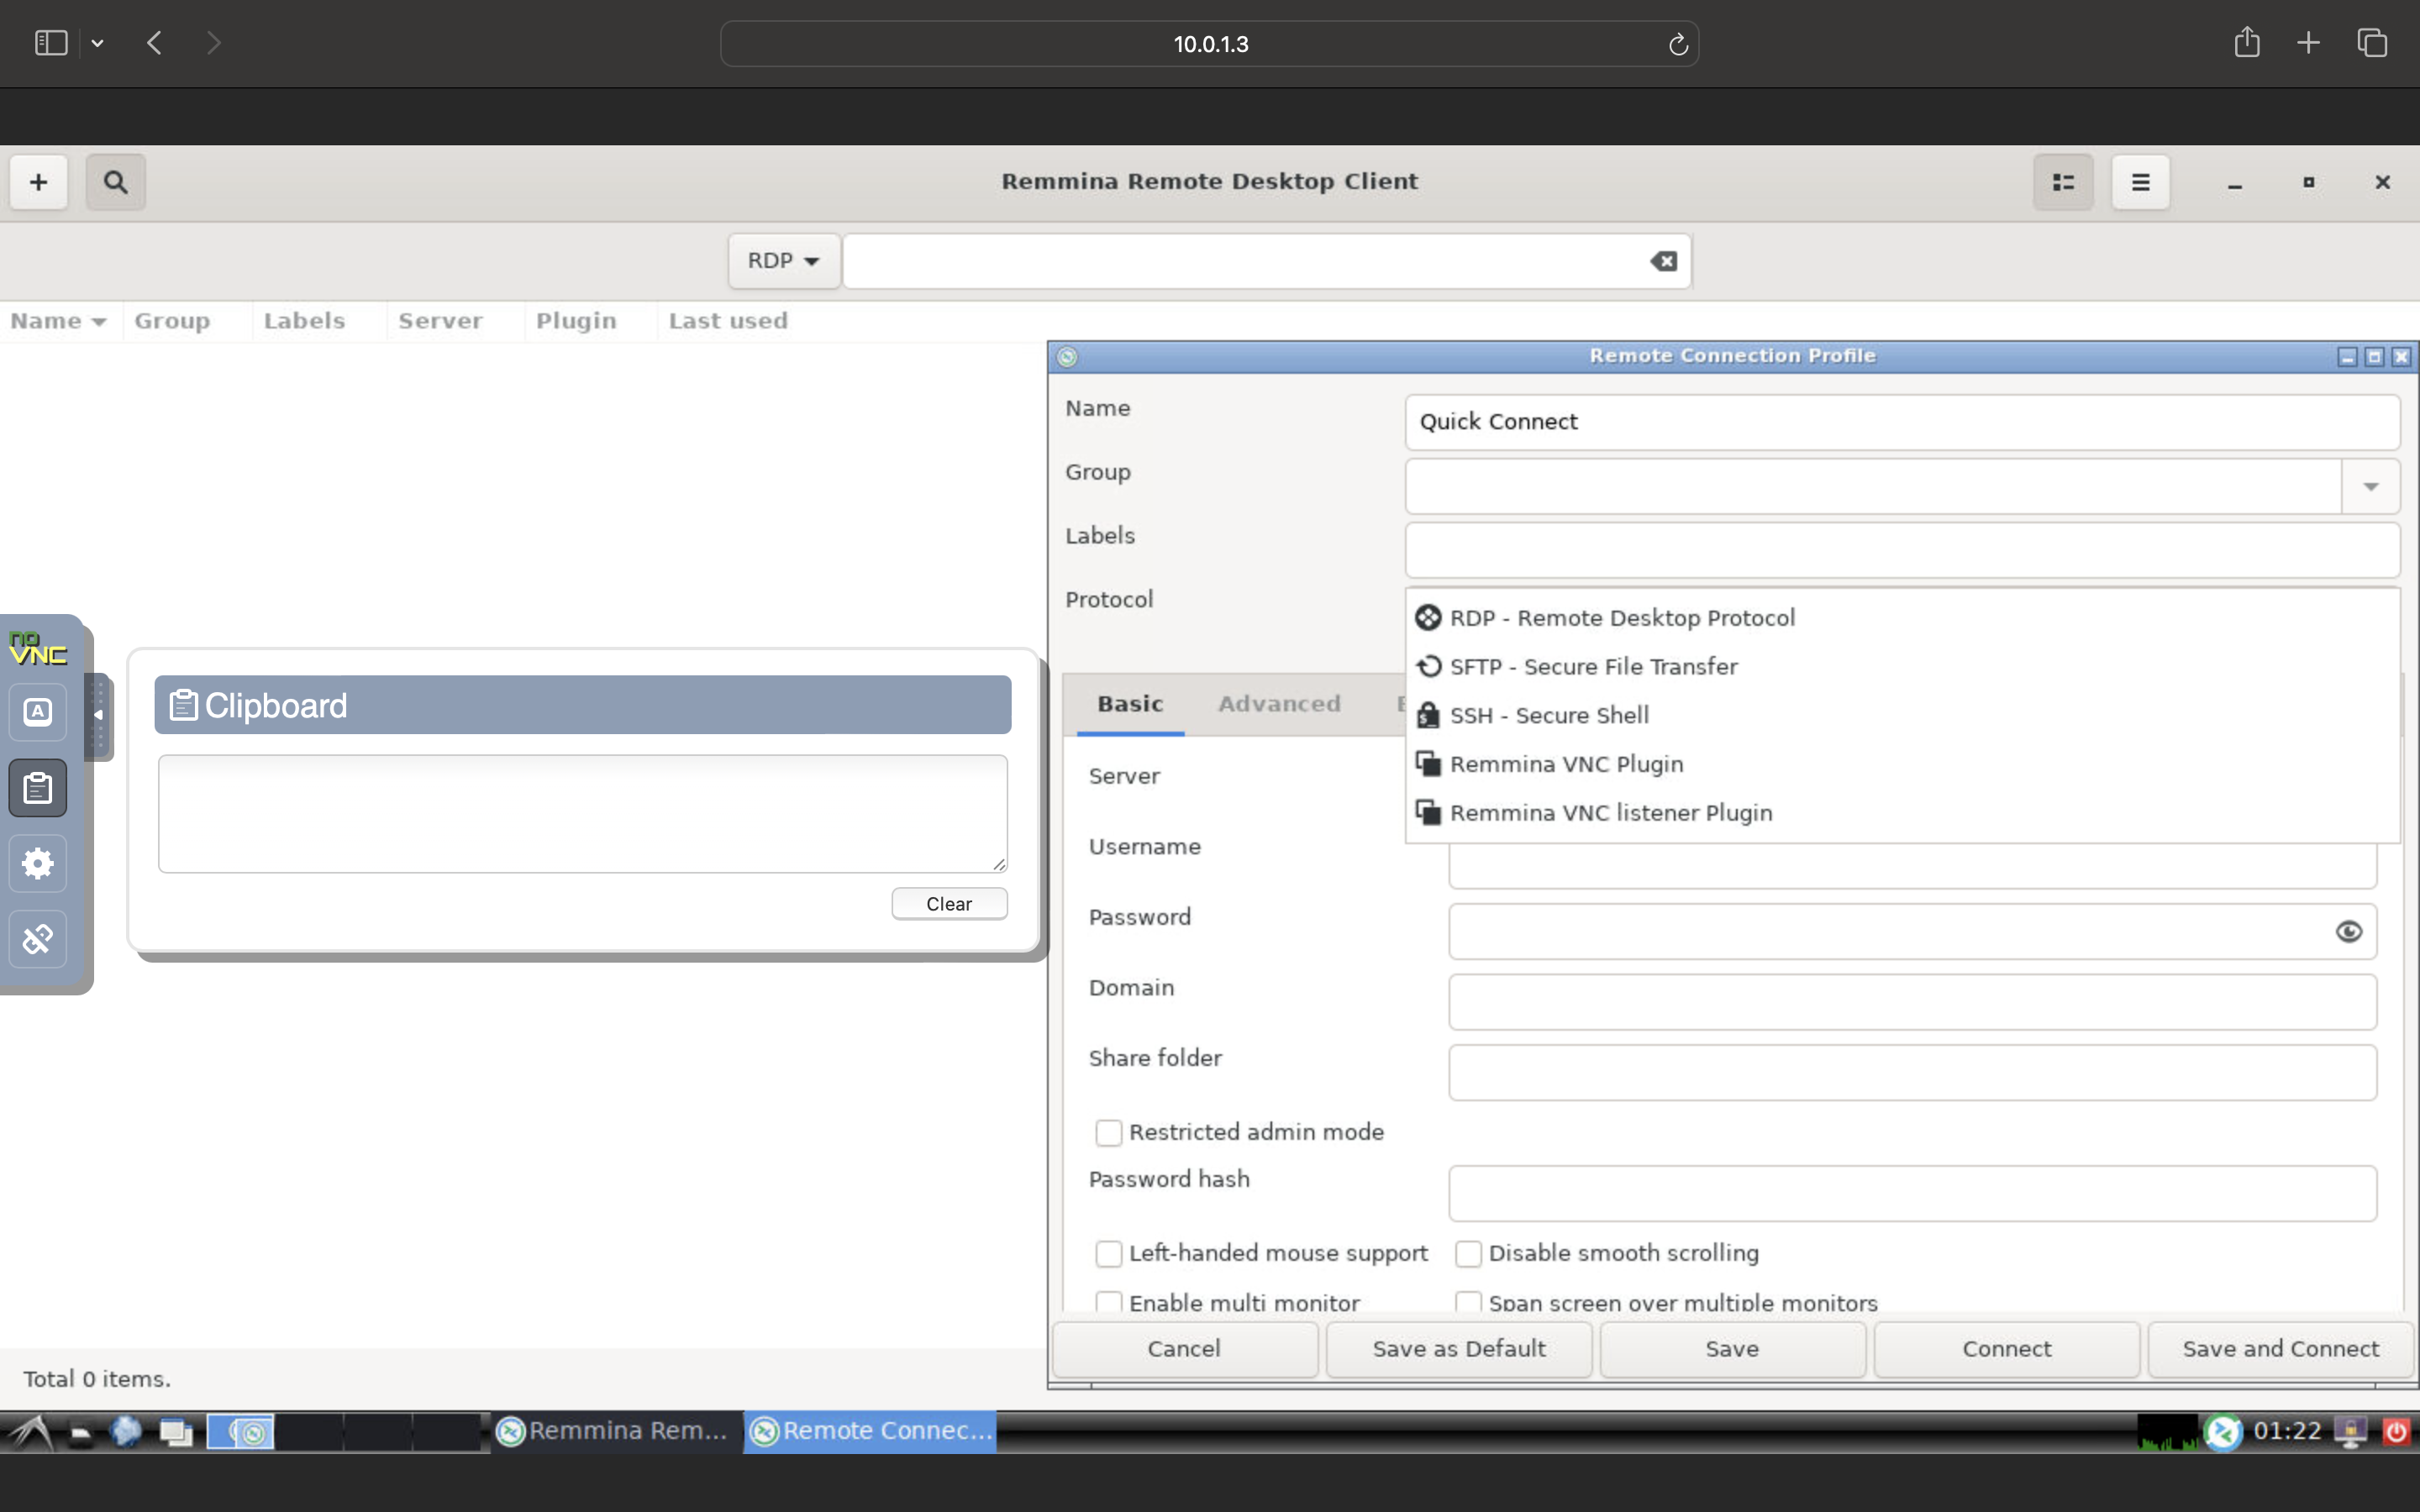 10.0.1.3
Remmina Remote Desktop Client
RDP
Name Group Labels Server Plugin Last used
Remote Connection Profile
Name Quick Connect
Group
Labels
Protocol
RDP - Remote Desktop Protocol
SFTP - Secure File Transfer
SSH - Secure Shell
Remmina VNC Plugin
Remmina VNC listener Plugin
Basic Advanced
Server
Username
Password
Domain
Share folder
Restricted admin mode
Password hash
Left-handed mouse support Disable smooth scrolling
Enable multi monitor Span screen over multiple monitors
Cancel Save as Default Save Connect Save and Connect
no
VNC
A
Clipboard
Clear
Total 0 items.
Remmina Rem... Remote Connec... 01:22